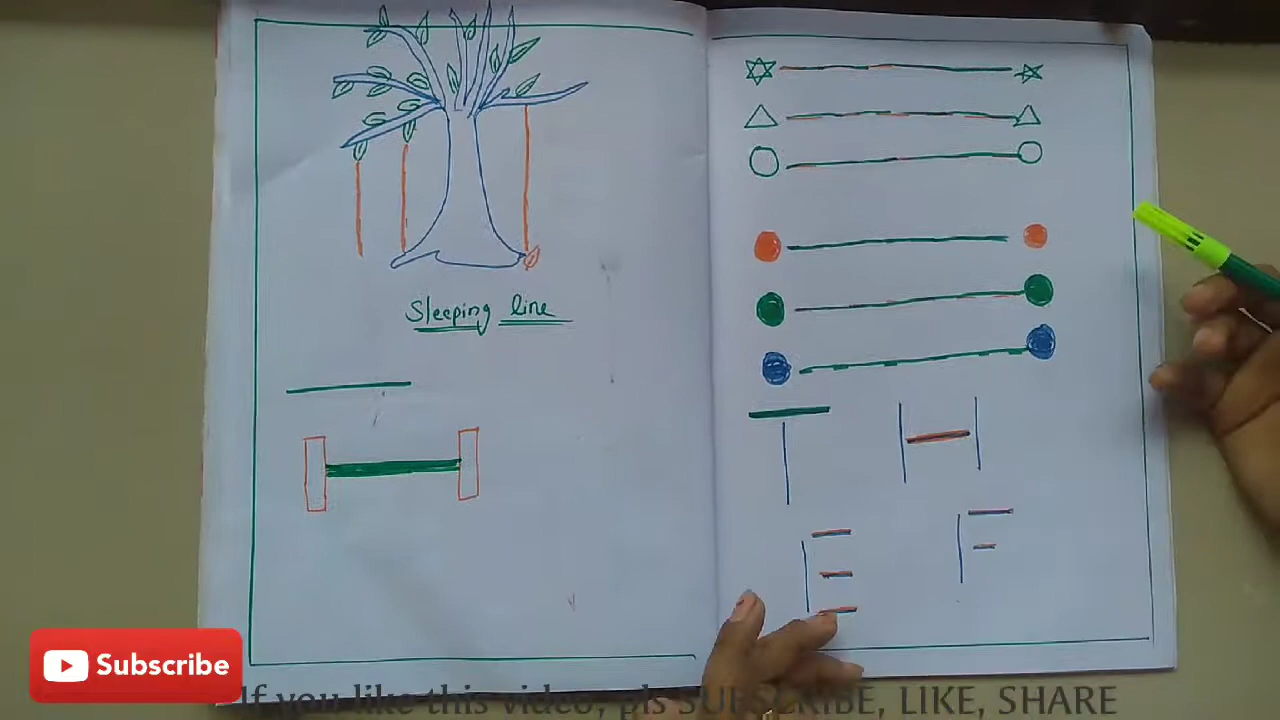 Sleeping line
T H
E F
Subscribe
If you like this video, pls SUBSCRIBE, LIKE, SHARE